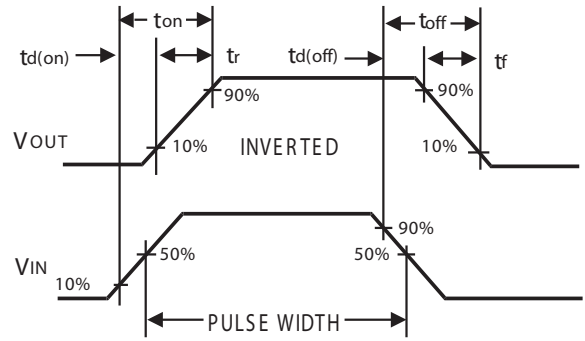 ton
toff
td(on)
tr
td(off)
tf
90%
90%
VOUT
10%
INVERTED
10%
90%
50%
50%
VIN
10%
PULSE WIDTH